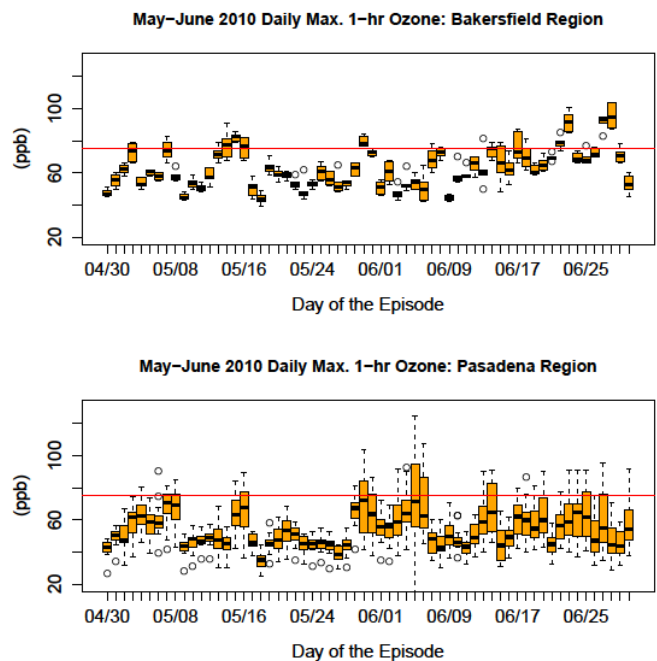 May−June 2010 Daily Max. 1−hr Ozone: Bakersfield Region
(ppb)
100
60
20
04/30 05/08 05/16 05/24 06/01 06/09 06/17 06/25
Day of the Episode
May−June 2010 Daily Max. 1−hr Ozone: Pasadena Region
(ppb)
100
60
20
04/30 05/08 05/16 05/24 06/01 06/09 06/17 06/25
Day of the Episode